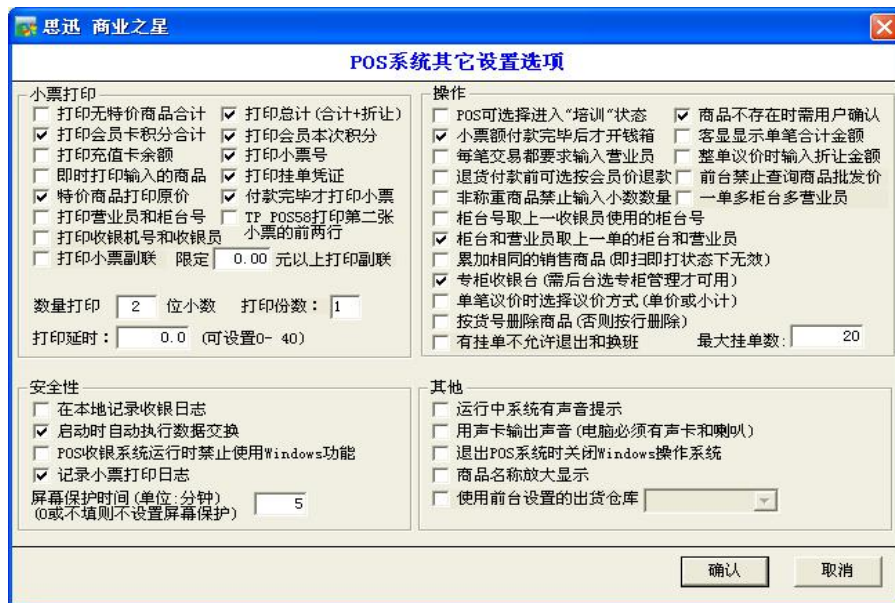 思迅 商业之星
POS系统其它设置选项
小票打印
打印无特价商品合计 打印总计(合计+折让)
打印会员卡积分合计 打印会员本次积分
打印充值卡余额 打印小票号
即时打印输入的商品 打印挂单凭证
特价商品打印原价 付款完毕才打印小票
打印营业员和柜台号 TP POS58打印第二张
小票的前两行
打印收银机号和收银员
打印小票副联 限定 0.00 元以上打印副联
数量打印 2 位小数 打印份数: 1
打印延时: 0.0 (可设置0- 40)
操作
POS可选择进入“培训”状态 商品不存在时需用户确认
小票额付款完毕后才开钱箱 客显显示单笔合计金额
每笔交易都要求输入营业员 整单议价时输入折让金额
退货付款前可选按会员价退款 前台禁止查询商品批发价
非称重商品禁止输入小数数量 一单多柜台多营业员
柜台号取上一收银员使用的柜台号
柜台和营业员取上一单的柜台和营业员
累加相同的销售商品(即扫即打状态下无效)
专柜收银台(需后台选专柜管理才可用)
单笔议价时选择议价方式(单价或小计)
按货号删除商品(否则按行删除)
有挂单不允许退出和换班 最大挂单数: 20
安全性
在本地记录收银日志
启动时自动执行数据交换
POS收银系统运行时禁止使用Windows功能
记录小票打印日志
屏幕保护时间(单位:分钟)
(0或不填则不设置屏幕保护) 5
其他
运行中系统有声音提示
用声卡输出声音(电脑必须有声卡和喇叭)
退出POS系统时关闭Windows操作系统
商品名称放大显示
使用前台设置的出货仓库
确认 取消